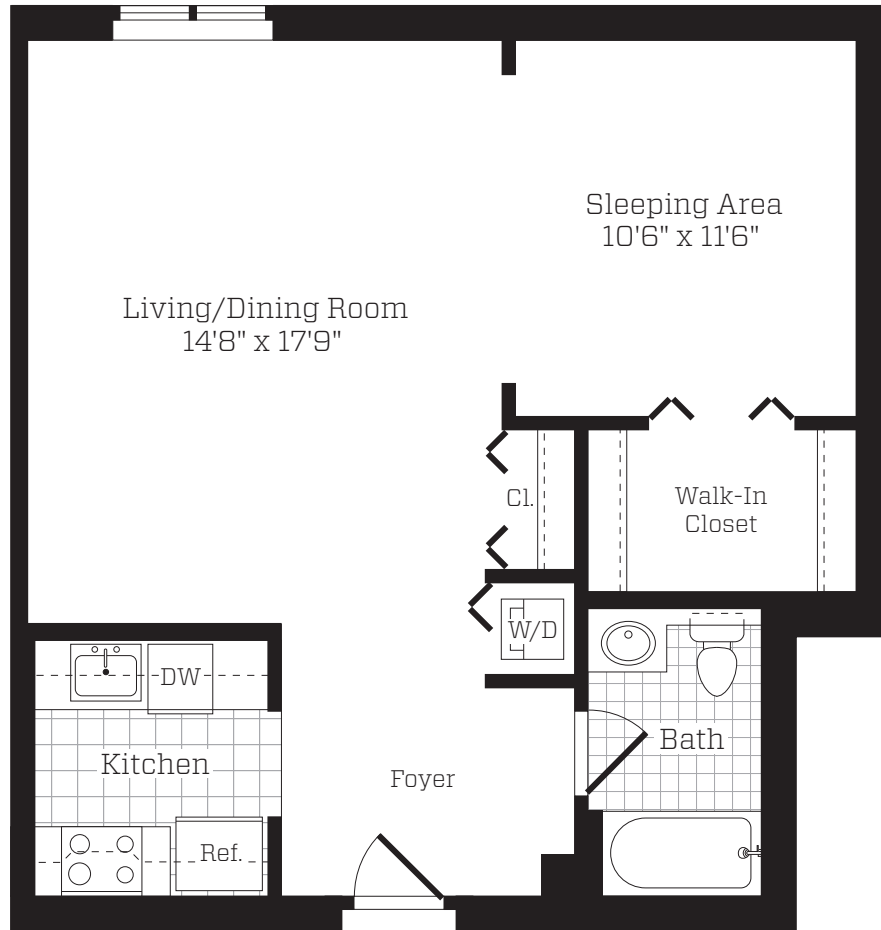 Sleeping Area
10'6" x 11'6"
Living/Dining Room
14'8" x 17'9"
Cl.
Walk-In
Closet
W/D
DW
Kitchen
Bath
Foyer
Ref.